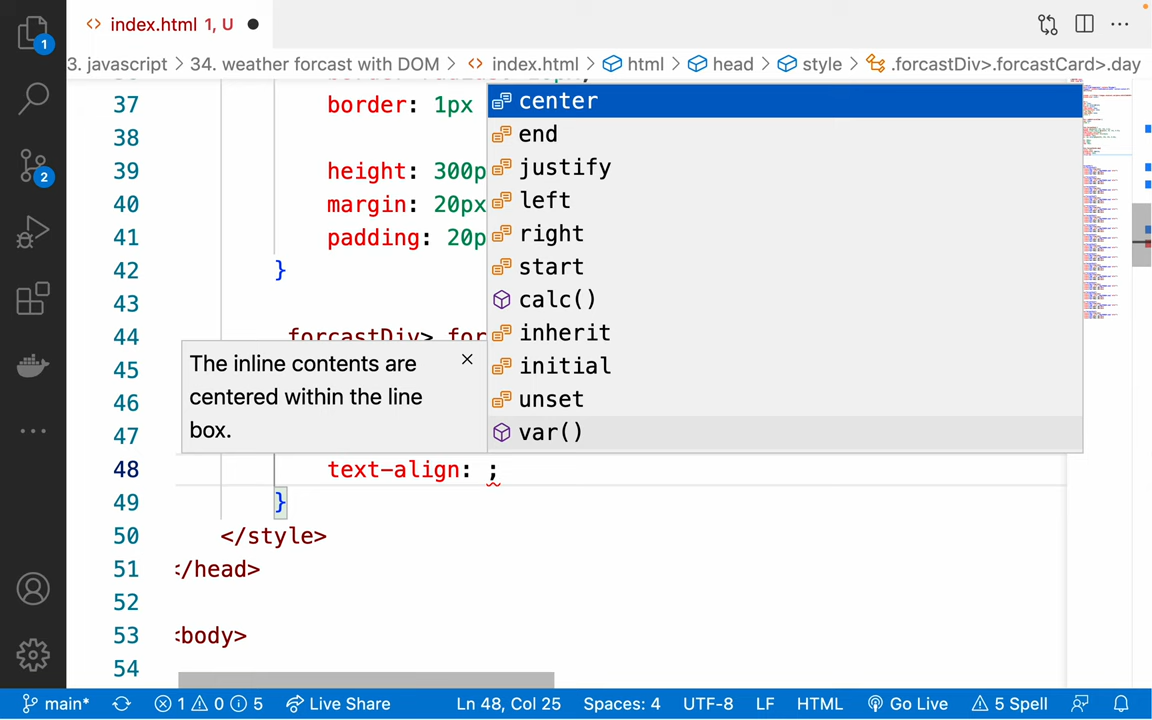 index.html 1, U
3. javascript > 34. weather forcast with DOM > index.html > html > head > style > .forcastDiv>.forcastCard>.day
1
2
37 border: 1px
38
39 height: 300p
40 margin: 20px
41 padding: 20p
42 }
43
44 forcastDiv> for
45
46
47
48 text-align: ;
49 }
50 </style>
51 </head>
52
53 <body>
54
center
end
justify
left
right
start
calc()
inherit
initial
unset
var()
The inline contents are
centered within the line
box.
main* 1 0 5 Live Share Ln 48, Col 25 Spaces: 4 UTF-8 LF HTML Go Live 5 Spell